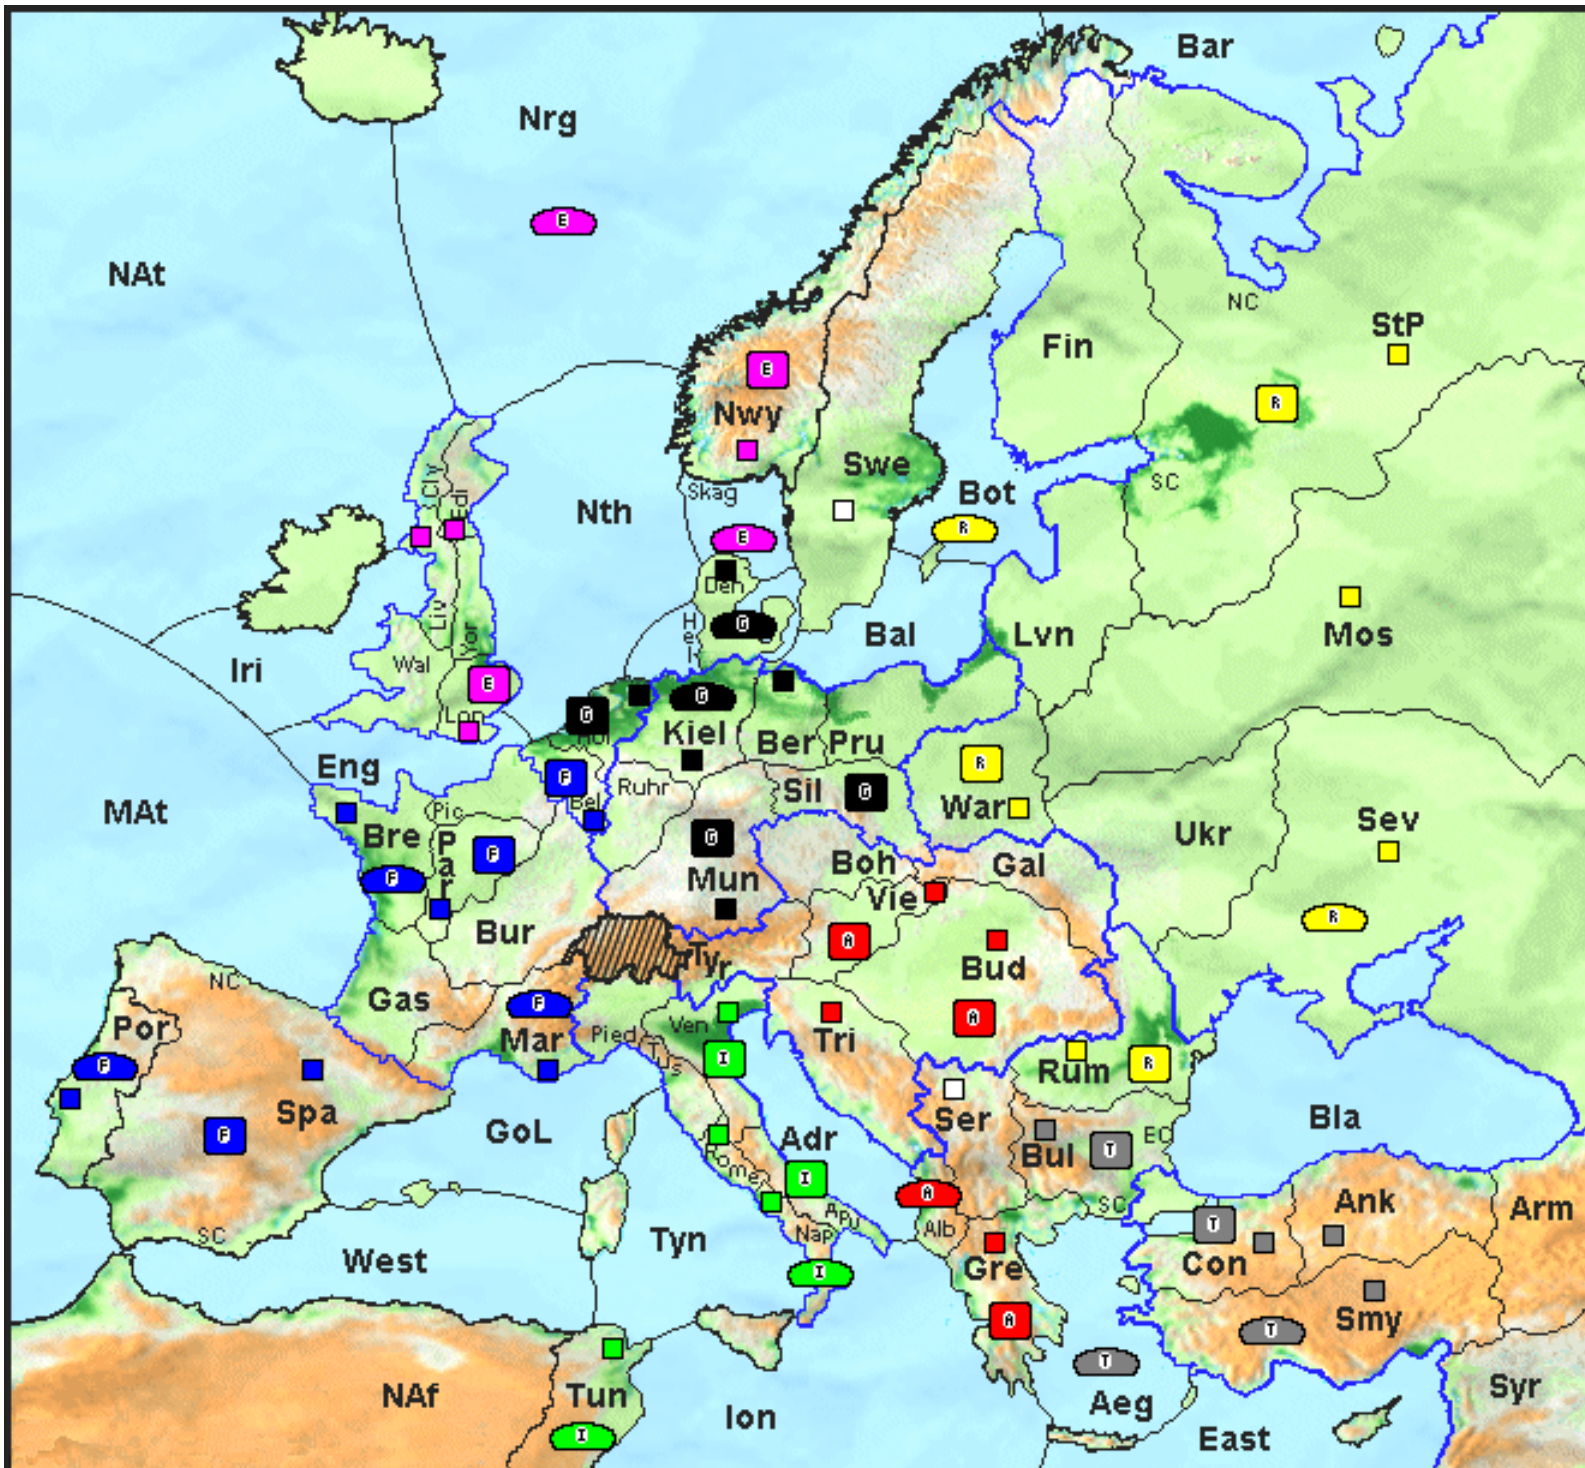 Bar
Nrg
E
NAt
NC
StP
Fin
E
R
Nwy
Swe
SC
Skag
Bot
Cly
Edi
Nth
R
E
Den
Mos
G
Hel
Bal
Lvn
Liv
Yor
Wal
Iri
E
Lon
G
G
Hol
Kiel
Ber
Pru
Eng
F
R
Ruhr
Sil
G
War
Bel
MAt
Pic
Bre
Par
F
G
Ukr
Sev
Boh
Gal
F
Mun
Vie
R
Bur
A
Bud
Tyr
NC
Gas
F
Por
Mar
Pied
Ven
Tri
A
Tus
I
Rum
R
F
Spa
Ser
Bla
GoL
F
Adr
Bul
T
EC
Rome
I
A
Ank
SC
Arm
Apu
Nap
Alb
T
SC
West
Tyn
Con
Gre
I
Smy
A
T
T
Aeg
NAf
Tun
Ion
Syr
I
East